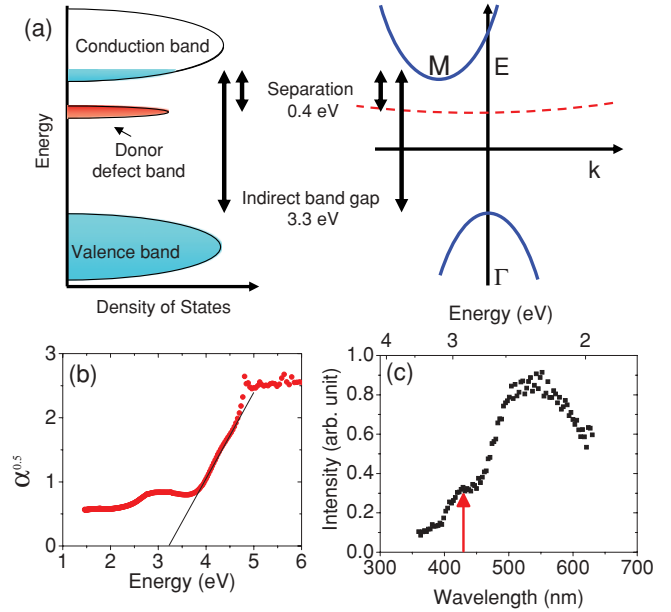 (a)
Conduction band
Energy
Donor
defect band
Valence band
Density of States
Separation
0.4 eV
Indirect band gap
3.3 eV
M
E
k
Γ
(b)
3
2
1
0
α0.5
1 2 3 4 5 6
Energy (eV)
Energy (eV)
4 3 2
(c)
1.0
0.8
0.6
0.4
0.2
0.0
Intensity (arb. unit)
300 400 500 600 700
Wavelength (nm)